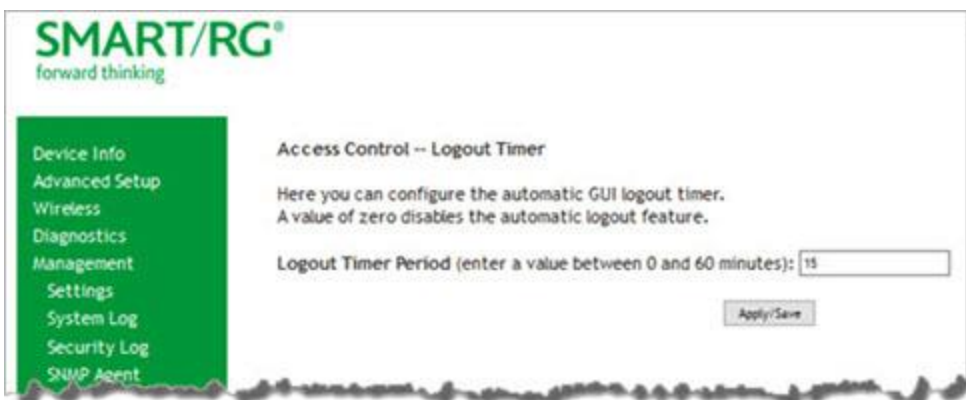 SMART/RG®
forward thinking
Device Info
Advanced Setup
Wireless
Diagnostics
Management
Settings
System Log
Security Log
SNMP Agent
Access Control -- Logout Timer
Here you can configure the automatic GUI logout timer.
A value of zero disables the automatic logout feature.
Logout Timer Period (enter a value between 0 and 60 minutes): 15
Apply/Save